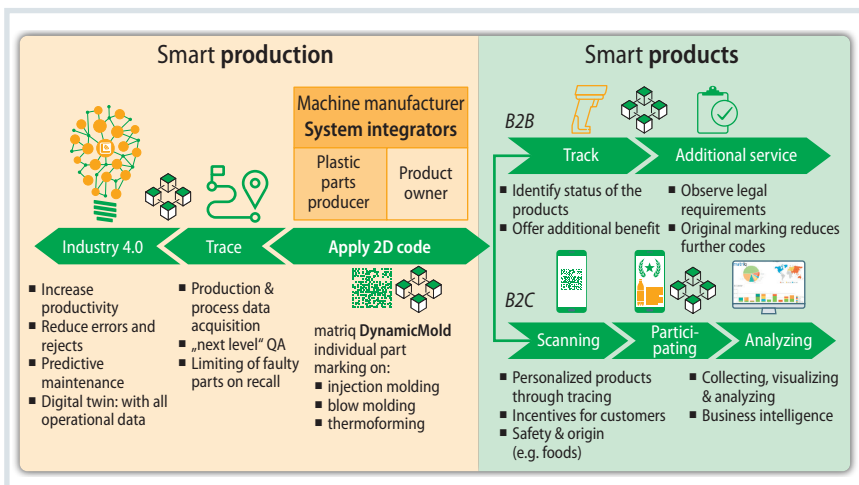 Smart production
Machine manufacturer
System integrators
Plastic
parts
producer
Product
owner
Industry 4.0
Trace
Apply 2D code
■ Increase
productivity
■ Reduce errors and
rejects
■ Predictive
maintenance
■ Digital twin: with all
operational data
■ Production &
process data
acquisition
■ „next level“ QA
■ Limiting of faulty
parts on recall
matriq DynamicMold
individual part
marking on:
■ injection molding
■ blow molding
■ thermoforming
Smart products
B2B
Track
Additional service
■ Identify status of the
products
■ Offer additional benefit
■ Observe legal
requirements
■ Original marking reduces
further codes
B2C
matriq
Scanning
Partici-
pating
Analyzing
■ Personalized products
through tracing
■ Incentives for customers
■ Safety & origin
(e.g. foods)
■ Collecting, visualizing
& analyzing
■ Business intelligence